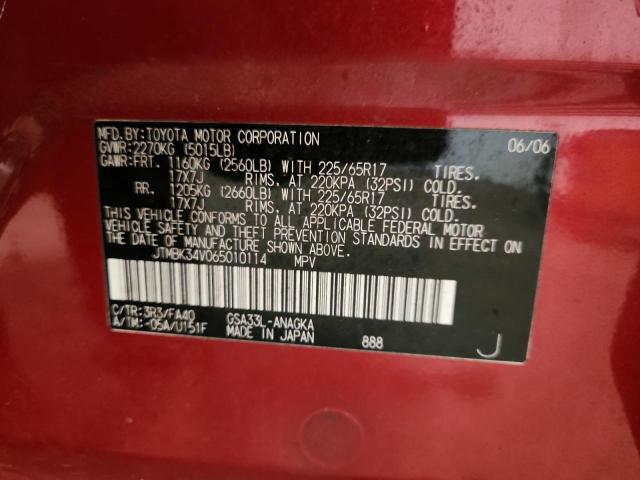 MFD.BY:TOYOTA MOTOR CORPORATION 06/06
GVWR:2270KG (5015LB)
GAWR:FRT. 1160KG (2560LB) WITH 225/65R17 TIRES.
17X7J RIMS. AT 220KPA (32PSI) COLD.
RR. 1205KG (2660LB) WITH 225/65R17 TIRES.
17X7J RIMS. AT 220KPA (32PSI) COLD.
THIS VEHICLE CONFORMS TO ALL APPLICABLE FEDERAL MOTOR
VEHICLE SAFETY AND THEFT PREVENTION STANDARDS IN EFFECT ON
THE DATE OF MANUFACTURE SHOWN ABOVE.
JTMBK34V065010114 MPV
C/TR:3R3/FA40 GSA33L-ANAGKA
A/TM:-05A/U151F MADE IN JAPAN 888 J